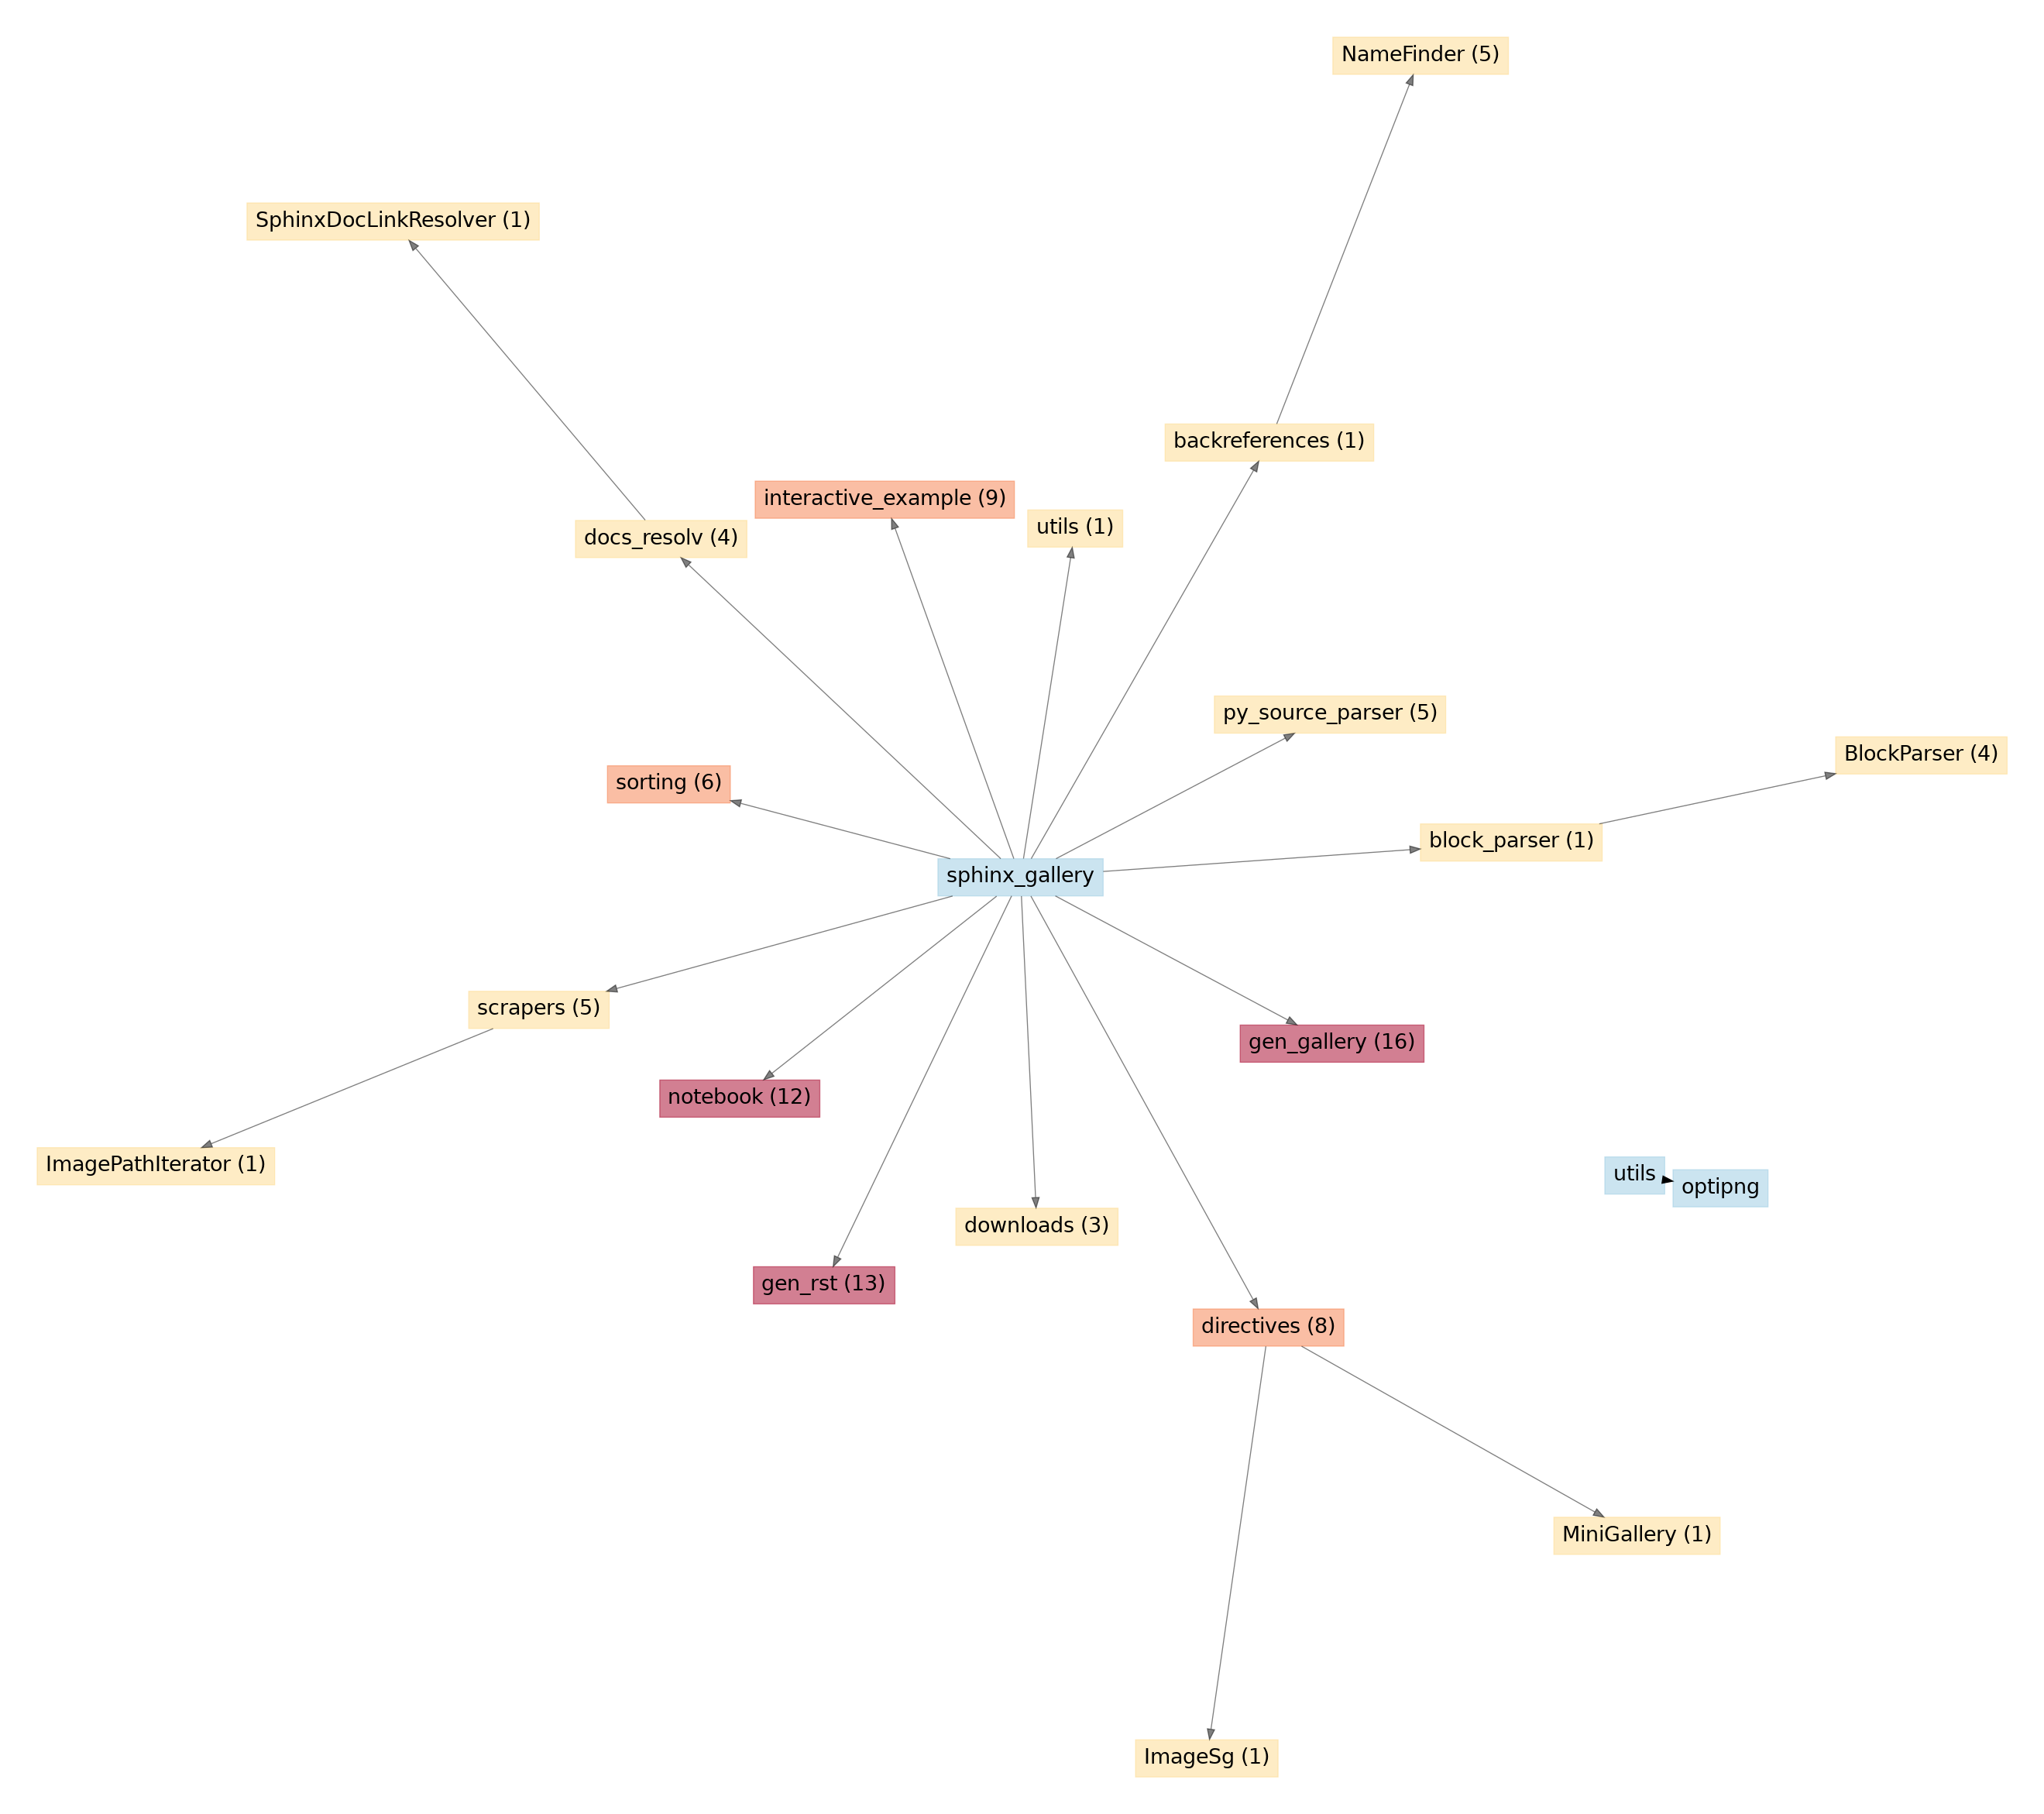 NameFinder (5)
SphinxDocLinkResolver (1)
backreferences (1)
interactive_example (9)
utils (1)
docs_resolv (4)
py_source_parser (5)
BlockParser (4)
sorting (6)
block_parser (1)
sphinx_gallery
scrapers (5)
gen_gallery (16)
notebook (12)
ImagePathIterator (1)
utils
optipng
downloads (3)
gen_rst (13)
directives (8)
MiniGallery (1)
ImageSg (1)